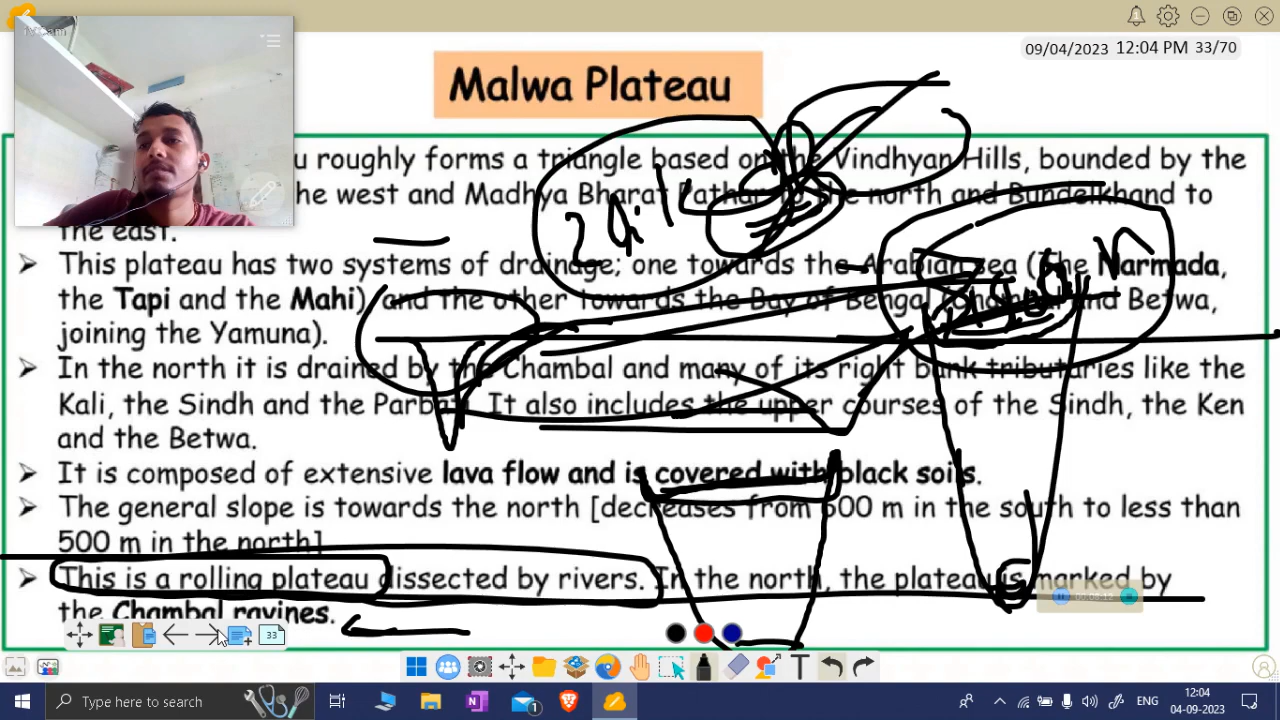 iVCam
09/04/2023 12:04 PM 33/70
Malwa Plateau
u roughly forms a triangle based on the Vindhyan Hills, bounded by the
he west and Madhya Bharat Pathar to the north and Bundelkhand to
the east.
➤ This plateau has two systems of drainage; one towards the Arabian sea (The Narmada,
the Tapi and the Mahi), and the other towards the Bay of Bengal (Chambal and Betwa,
joining the Yamuna).
➤ In the north it is drained by the Chambal and many of its right bank tributaries like the
Kali, the Sindh and the Parbati. It also includes the upper courses of the Sindh, the Ken
and the Betwa.
➤ It is composed of extensive lava flow and is covered with black soils.
➤ The general slope is towards the north [decreases from 600 m in the south to less than
500 m in the north]
➤ This is a rolling plateau dissected by rivers. In the north, the plateau is marked by
the Chambal ravines.
33
Type here to search
1
ENG
12:04
04-09-2023